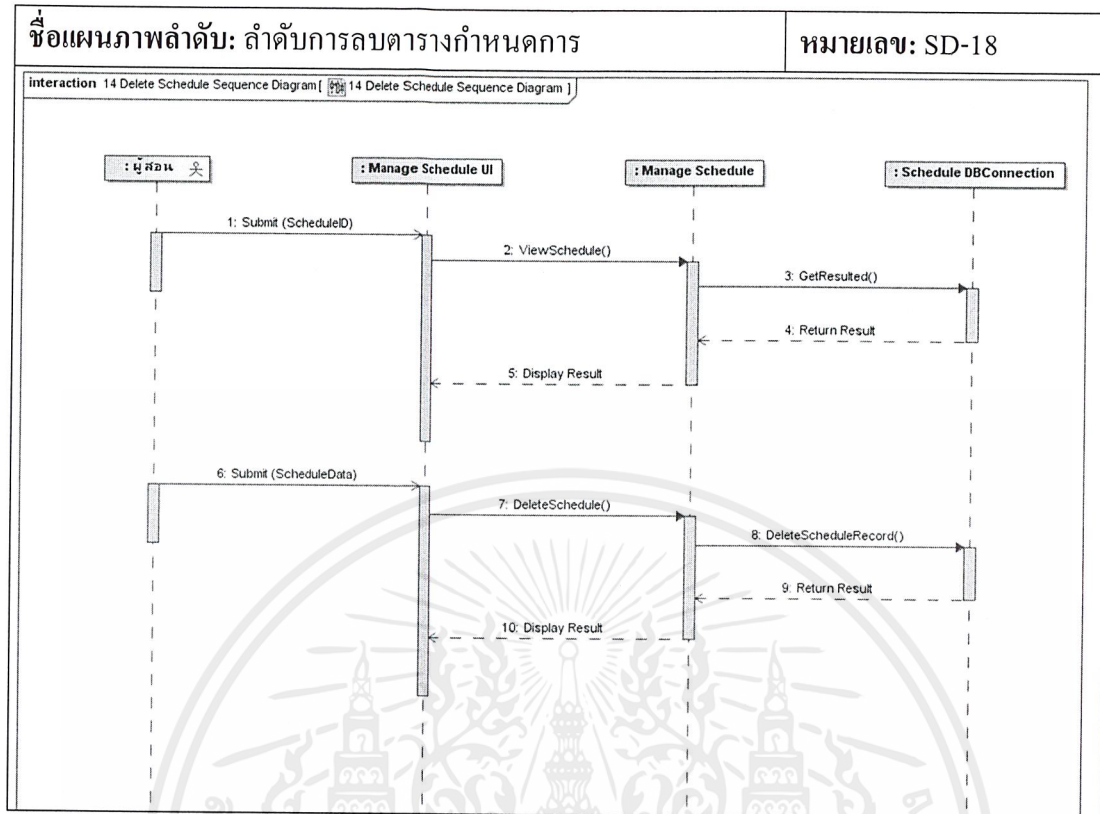 ชื่อแผนภาพลำดับ: ลำดับการลบตารางกำหนดการ
หมายเลข: SD-18
interaction 14 Delete Schedule Sequence Diagram [ 14 Delete Schedule Sequence Diagram ]
: ผู้สอน
: Manage Schedule UI
: Manage Schedule
: Schedule DBConnection
1: Submit (ScheduleID)
2: ViewSchedule()
3: GetResulted()
4: Return Result
5: Display Result
6: Submit (ScheduleData)
7: DeleteSchedule()
8: DeleteScheduleRecord()
9: Return Result
10: Display Result